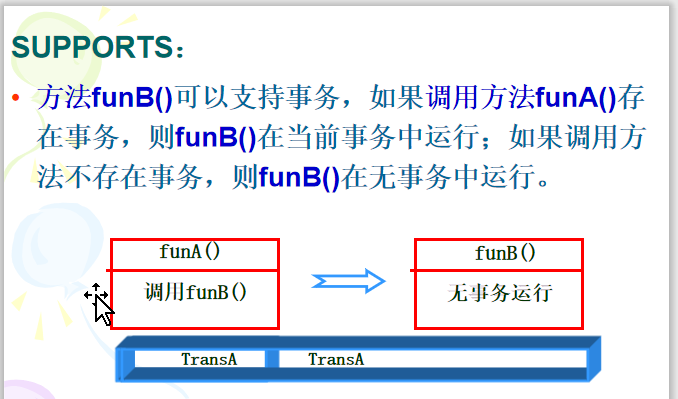 SUPPORTS：
• 方法funB()可以支持事务，如果调用方法funA()存
在事务，则funB()在当前事务中运行；如果调用方
法不存在事务，则funB()在无事务中运行。
funA()
funB()
调用funB()
无事务运行
TransA
TransA